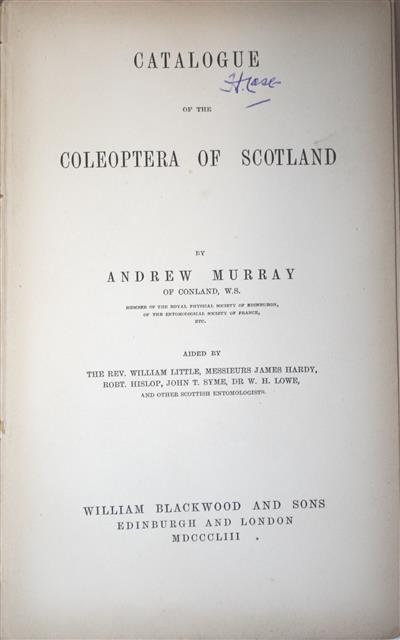 CATALOGUE
OF THE
COLEOPTERA OF SCOTLAND
BY
ANDREW MURRAY
OF CONLAND, W.S.
MEMBER OF THE ROYAL PHYSICAL SOCIETY OF EDINBURGH,
OF THE ENTOMOLOGICAL SOCIETY OF FRANCE,
ETC.
AIDED BY
THE REV. WILLIAM LITTLE, MESSIEURS JAMES HARDY,
ROBT. HISLOP, JOHN T. SYME, DR W. H. LOWE,
AND OTHER SCOTTISH ENTOMOLOGISTS.
WILLIAM BLACKWOOD AND SONS
EDINBURGH AND LONDON
MDCCCLIII